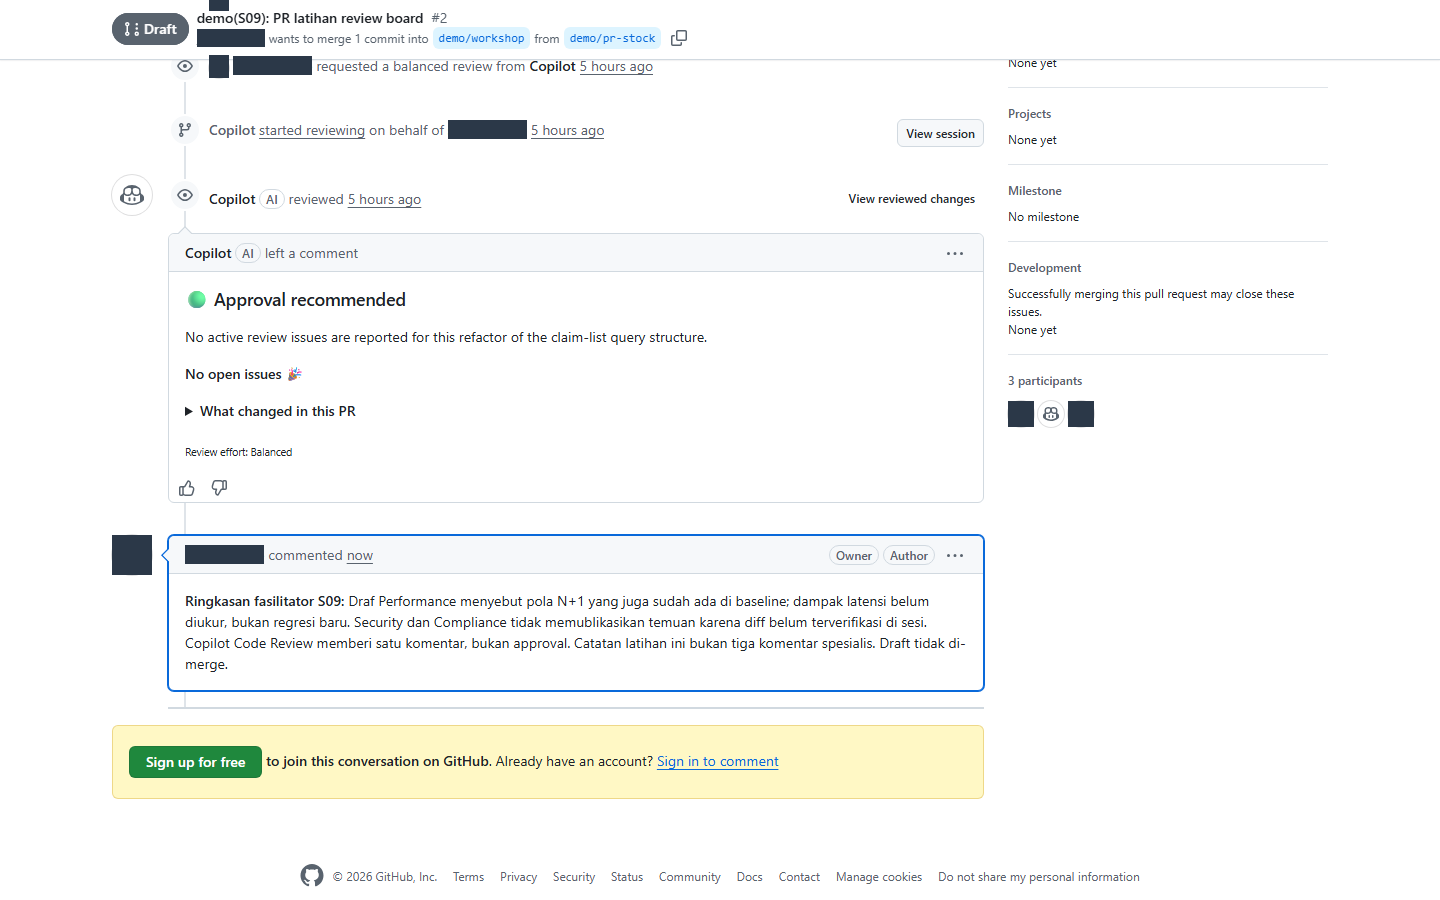 Draft
demo(S09): PR latihan review board #2
wants to merge 1 commit into demo/workshop from demo/pr-stock
requested a balanced review from Copilot 5 hours ago
Copilot started reviewing on behalf of 5 hours ago
View session
Copilot AI reviewed 5 hours ago
View reviewed changes
Copilot AI left a comment
Approval recommended
No active review issues are reported for this refactor of the claim-list query structure.
No open issues 🎉
What changed in this PR
Review effort: Balanced
commented now
Owner
Author
Ringkasan fasilitator S09: Draf Performance menyebut pola N+1 yang juga sudah ada di baseline; dampak latensi belum
diukur, bukan regresi baru. Security dan Compliance tidak memublikasikan temuan karena diff belum terverifikasi di sesi.
Copilot Code Review memberi satu komentar, bukan approval. Catatan latihan ini bukan tiga komentar spesialis. Draft tidak di-
merge.
Sign up for free to join this conversation on GitHub. Already have an account? Sign in to comment
None yet
Projects
None yet
Milestone
No milestone
Development
Successfully merging this pull request may close these
issues.
None yet
3 participants
© 2026 GitHub, Inc. Terms Privacy Security Status Community Docs Contact Manage cookies Do not share my personal information